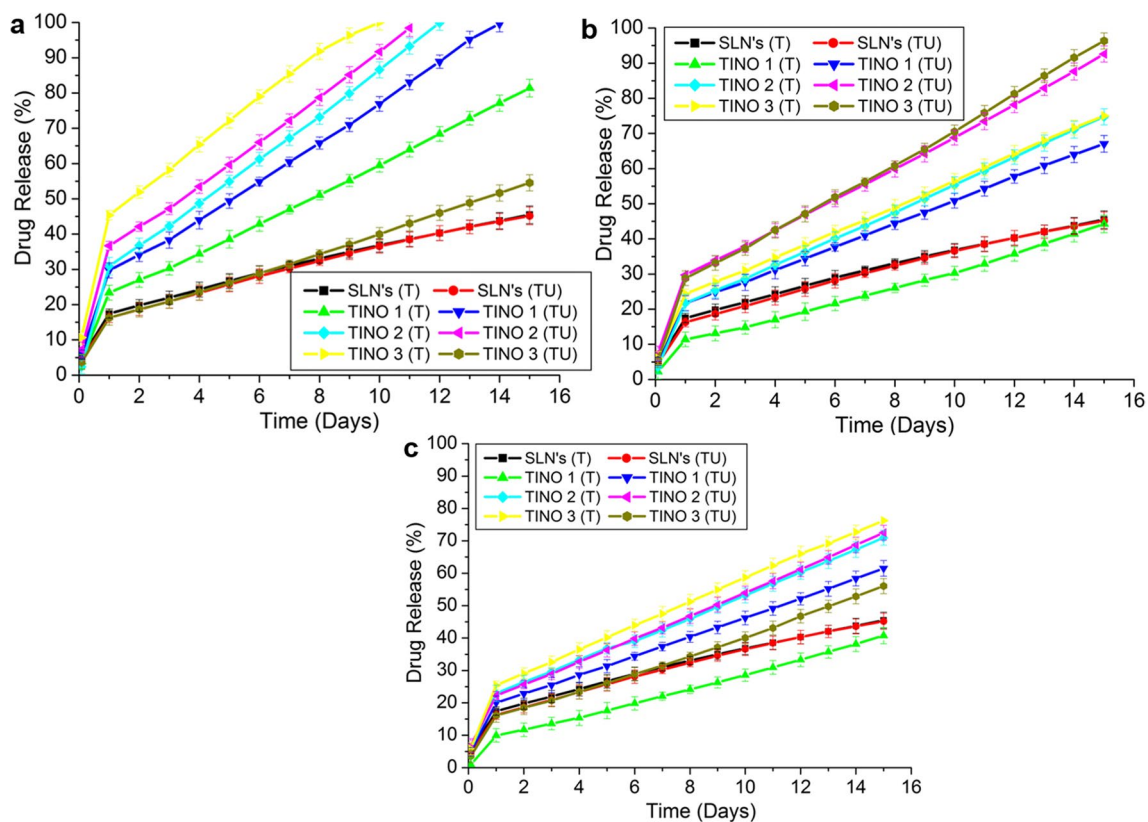 a
Drug Release (%)
100
90
80
70
60
50
40
30
20
10
0
SLN's (T) SLN's (TU)
TINO 1 (T) TINO 1 (TU)
TINO 2 (T) TINO 2 (TU)
TINO 3 (T) TINO 3 (TU)
0 2 4 6 8 10 12 14 16
Time (Days)
b
Drug Release (%)
100
90
80
70
60
50
40
30
20
10
0
SLN's (T) SLN's (TU)
TINO 1 (T) TINO 1 (TU)
TINO 2 (T) TINO 2 (TU)
TINO 3 (T) TINO 3 (TU)
0 2 4 6 8 10 12 14 16
Time (Days)
c
Drug Release (%)
100
90
80
70
60
50
40
30
20
10
0
SLN's (T) SLN's (TU)
TINO 1 (T) TINO 1 (TU)
TINO 2 (T) TINO 2 (TU)
TINO 3 (T) TINO 3 (TU)
0 2 4 6 8 10 12 14 16
Time (Days)